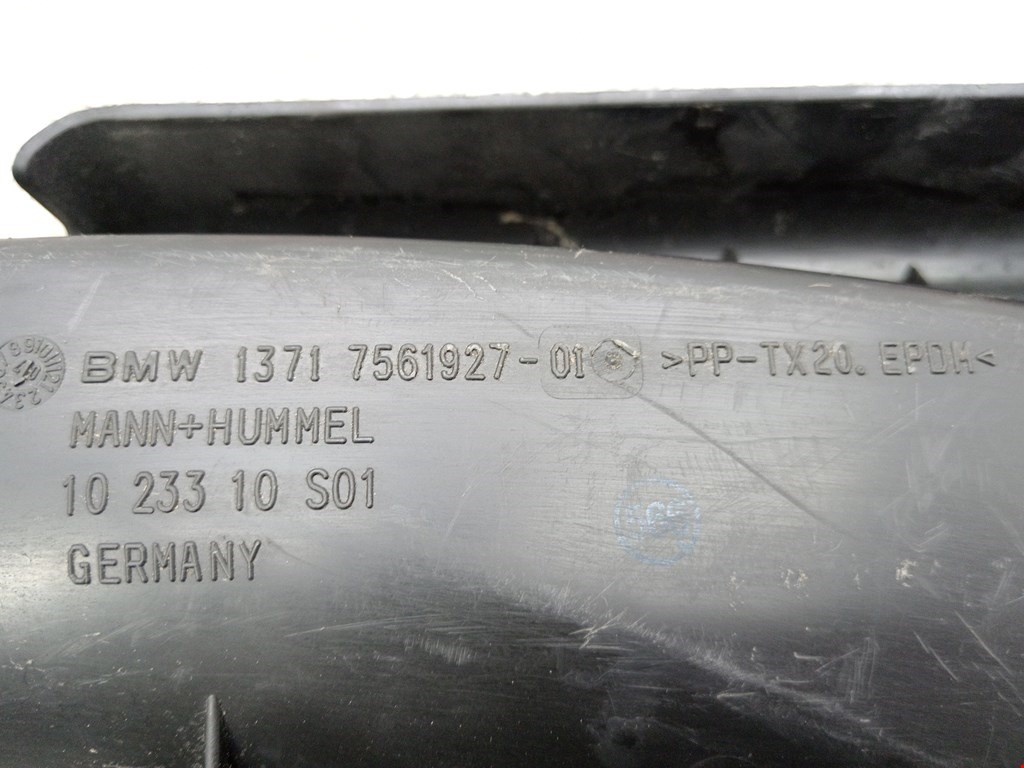 BMW 1371 7561927-01 >PP-TX20. EPDM<
MANN+HUMMEL
10 233 10 S01
GERMANY